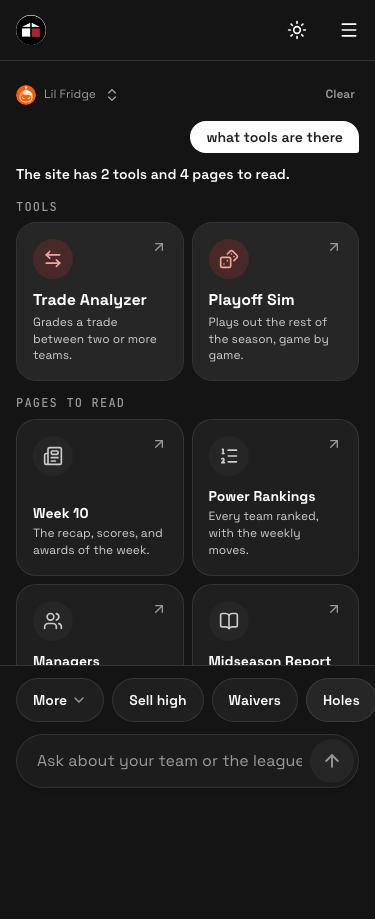 Lil Fridge
Clear
what tools are there
The site has 2 tools and 4 pages to read.
TOOLS
Trade Analyzer
Grades a trade
between two or more
teams.
Playoff Sim
Plays out the rest of
the season, game by
game.
PAGES TO READ
Week 10
The recap, scores, and
awards of the week.
Power Rankings
Every team ranked,
with the weekly
moves.
Managers
Midseason Report
More
Sell high
Waivers
Holes
Ask about your team or the league